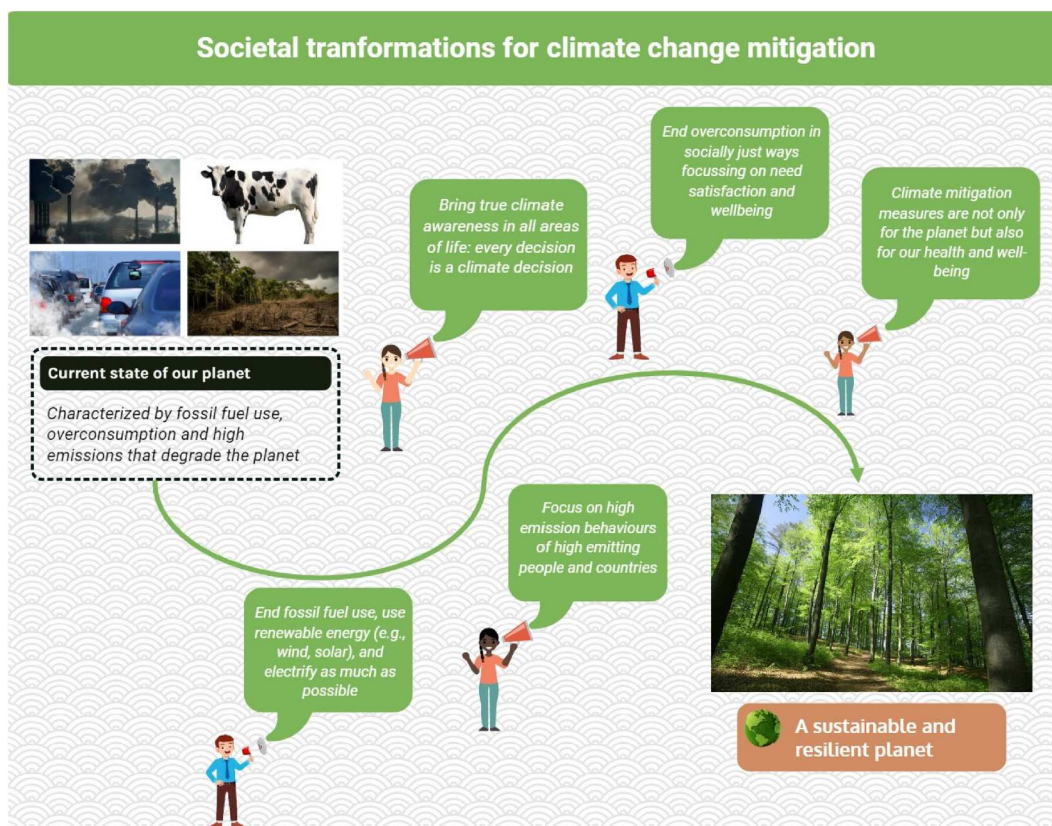 Societal tranformations for climate change mitigation
End overconsumption in
socially just ways
focussing on need
satisfaction and
wellbeing
Bring true climate
awareness in all areas
of life: every decision
is a climate decision
Climate mitigation
measures are not only
for the planet but also
for our health and well-
being
Current state of our planet
Characterized by fossil fuel use,
overconsumption and high
emissions that degrade the planet
Focus on high
emission behaviours
of high emitting
people and countries
End fossil fuel use, use
renewable energy (e.g.,
wind, solar), and
electrify as much as
possible
A sustainable and
resilient planet